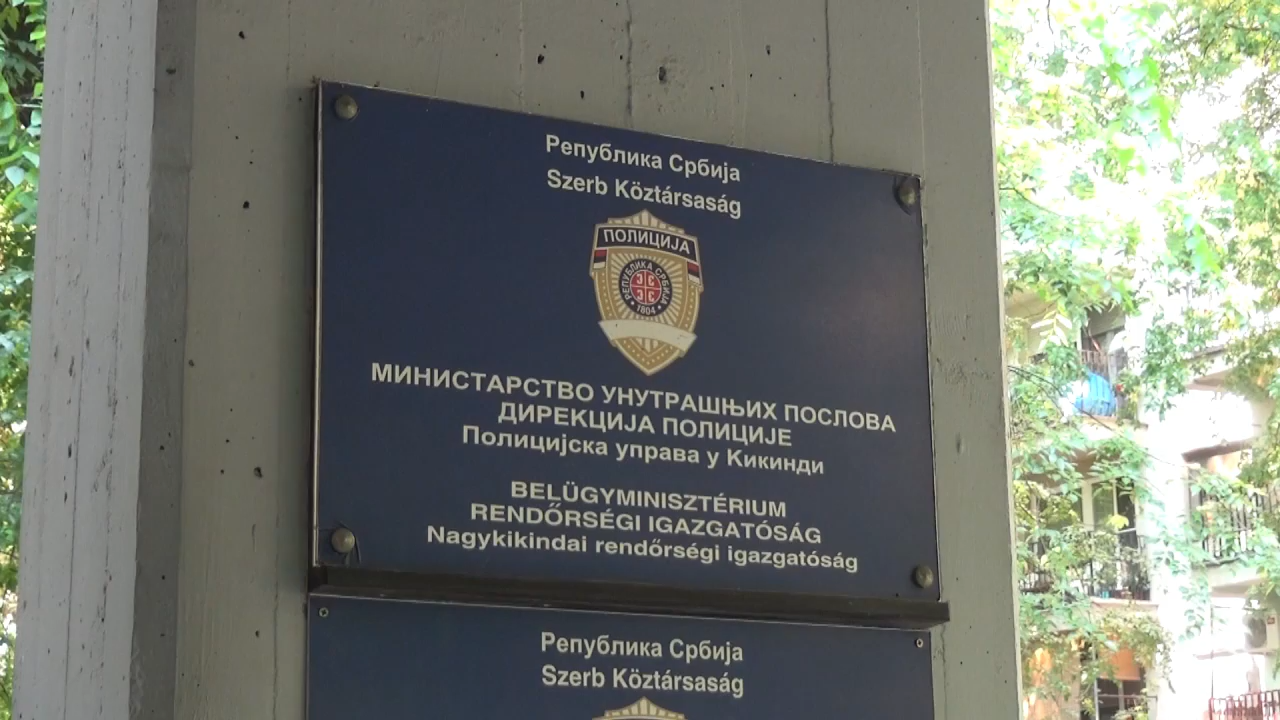 Република Србија
Szerb Köztársaság
ПОЛИЦИЈА
РЕПУБЛИКА СРБИЈА
1804
МИНИСТАРСТВО УНУТРАШЊИХ ПОСЛОВА
ДИРЕКЦИЈА ПОЛИЦИЈЕ
Полицијска управа у Кикинди
BELÜGYMINISZTÉRIUM
RENDŐRSÉGI IGAZGATÓSÁG
Nagykikindai rendőrségi igazgatóság
Република Србија
Szerb Köztársaság